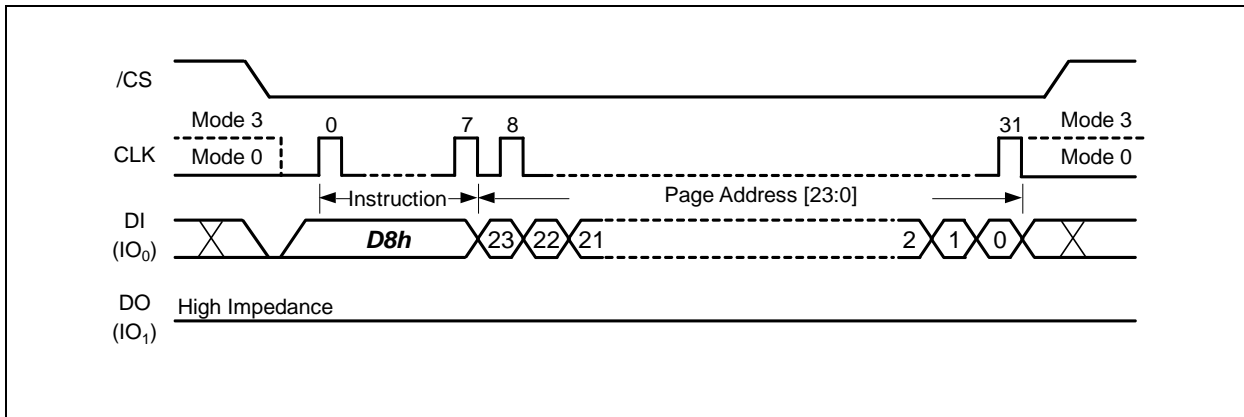 /CS
Mode 3 0 7 8 31 Mode 3
CLK Mode 0 Mode 0
Instruction Page Address [23:0]
DI D8h 23 22 21 2 1 0
(IO0)
DO High Impedance
(IO1)